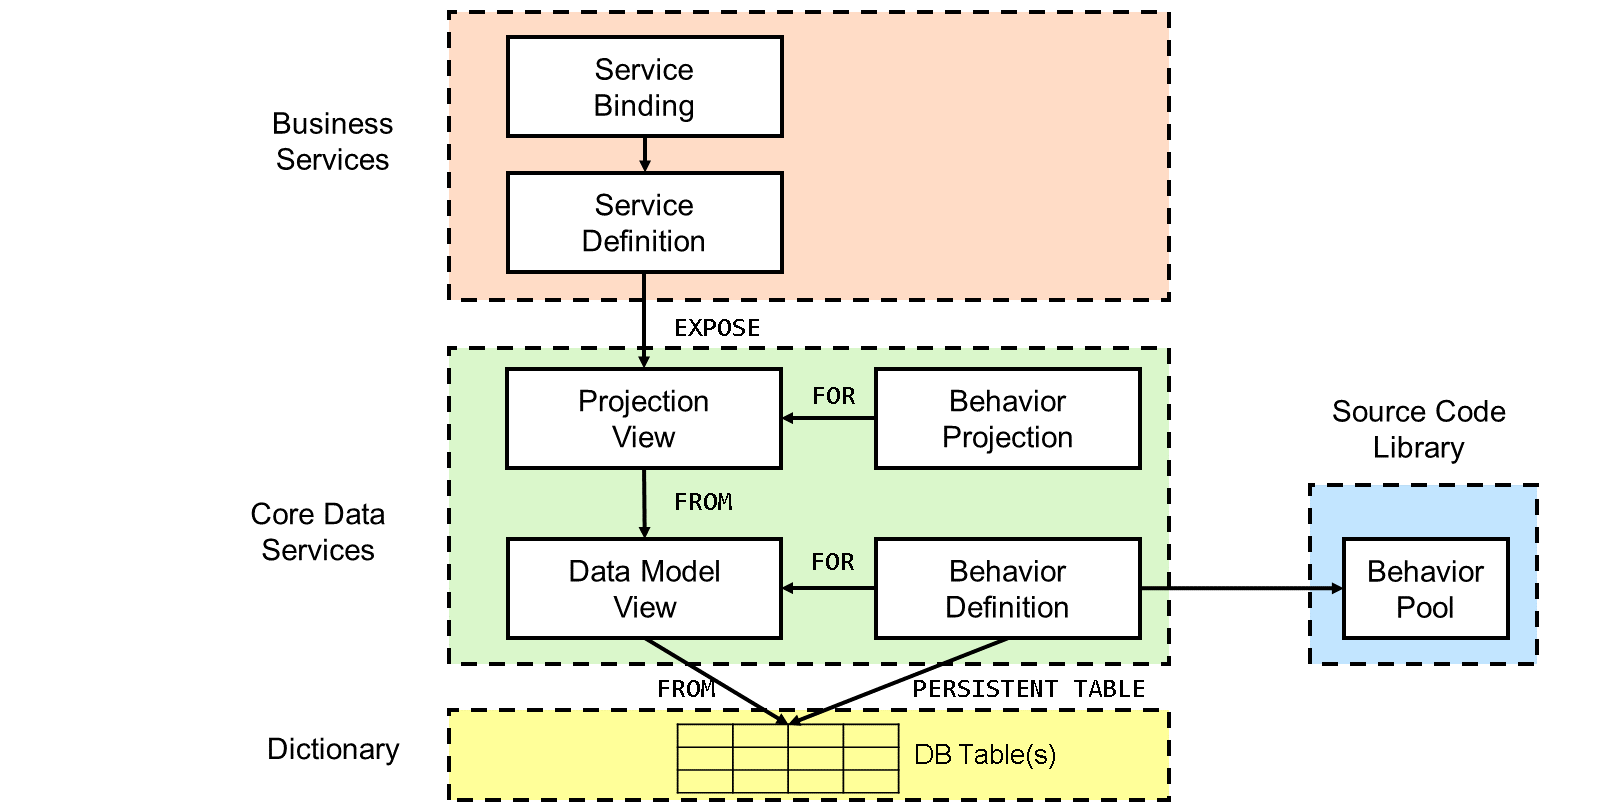 Service
Binding
Business
Services
Service
Definition
EXPOSE
Projection
View
FOR
Behavior
Projection
Source Code
Library
FROM
Core Data
Services
Data Model
View
FOR
Behavior
Definition
Behavior
Pool
FROM
PERSISTENT TABLE
Dictionary
DB Table(s)